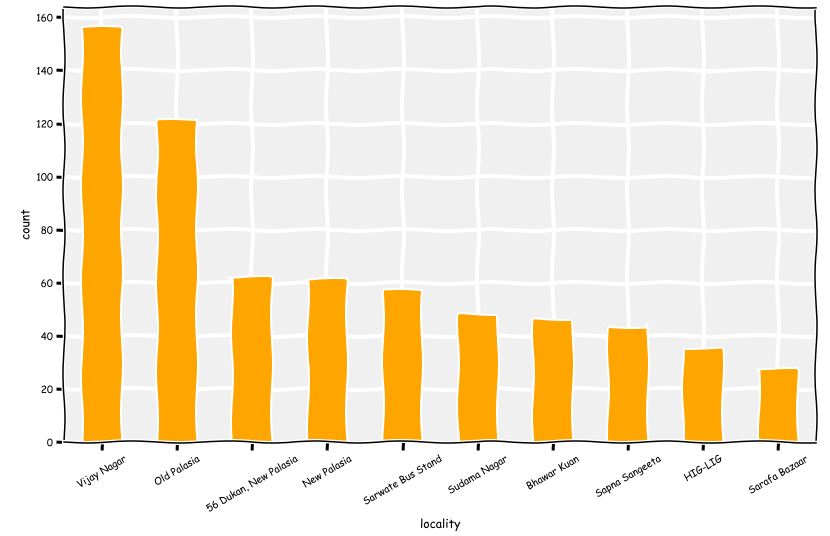 160
140
120
100
80
60
40
20
0
count
Vijay Nagar
Old Palasia
56 Dukan, New Palasia
New Palasia
Sarwate Bus Stand
Sudama Nagar
Bhawar Kuan
Sapna Sangeeta
HIG-LIG
Sarafa Bazaar
locality